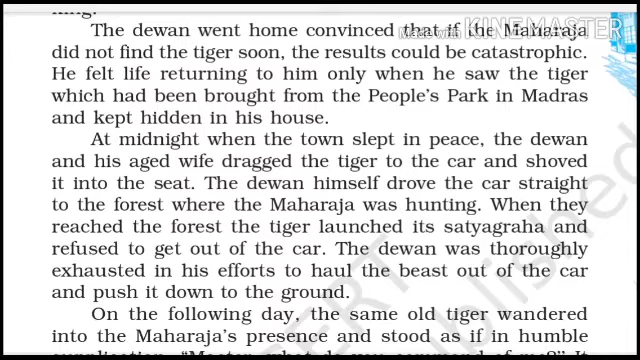 The dewan went home convinced that if the Maharaja
did not find the tiger soon, the results could be catastrophic.
He felt life returning to him only when he saw the tiger
which had been brought from the People's Park in Madras
and kept hidden in his house.
At midnight when the town slept in peace, the dewan
and his aged wife dragged the tiger to the car and shoved
it into the seat. The dewan himself drove the car straight
to the forest where the Maharaja was hunting. When they
reached the forest the tiger launched its satyagraha and
refused to get out of the car. The dewan was thoroughly
exhausted in his efforts to haul the beast out of the car
and push it down to the ground.
On the following day, the same old tiger wandered
into the Maharaja's presence and stood as if in humble
Made with KINEMASTER